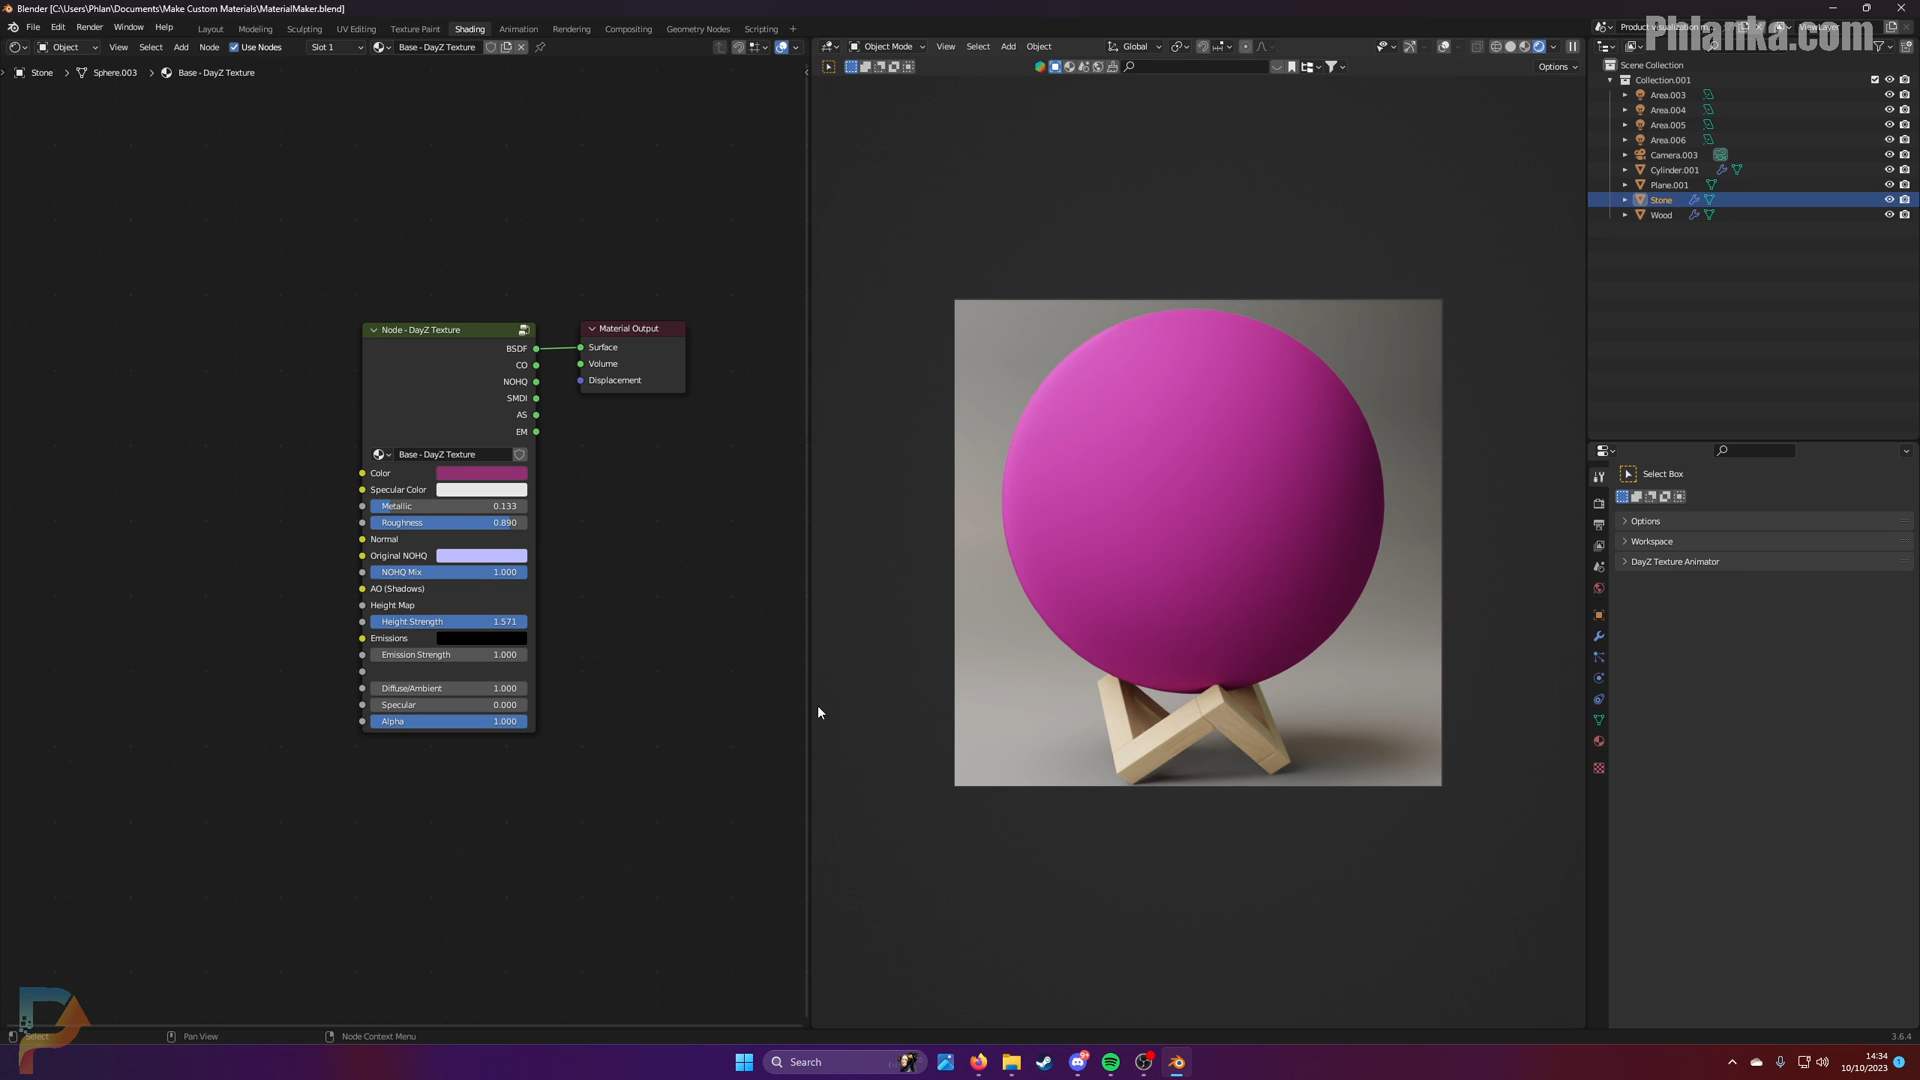 Blender [C:\Users\Phlan\Documents\Make Custom Materials\MaterialMaker.blend]
File Edit Render Window Help Layout Modeling Sculpting UV Editing Texture Paint Shading Animation Rendering Compositing Geometry Nodes Scripting +
Phlanka.com
Object View Select Add Node Use Nodes Slot 1 Base - DayZ Texture
Object Mode View Select Add Object Global
Options
Stone > Sphere.003 > Base - DayZ Texture
Scene Collection
Collection.001
Area.003
Area.004
Area.005
Area.006
Camera.003
Cylinder.001
Plane.001
Stone
Wood
Node - DayZ Texture
BSDF
CO
NOHQ
SMDI
AS
EM
Base - DayZ Texture
Color
Specular Color
Metallic 0.133
Roughness 0.890
Normal
Original NOHQ
NOHQ Mix 1.000
AO (Shadows)
Height Map
Height Strength 1.571
Emissions
Emission Strength 1.000
Diffuse/Ambient 1.000
Specular 0.000
Alpha 1.000
Material Output
Surface
Volume
Displacement
Select Box
Options
Workspace
DayZ Texture Animator
Select Pan View Node Context Menu
3.6.4
Search
14:34
10/10/2023